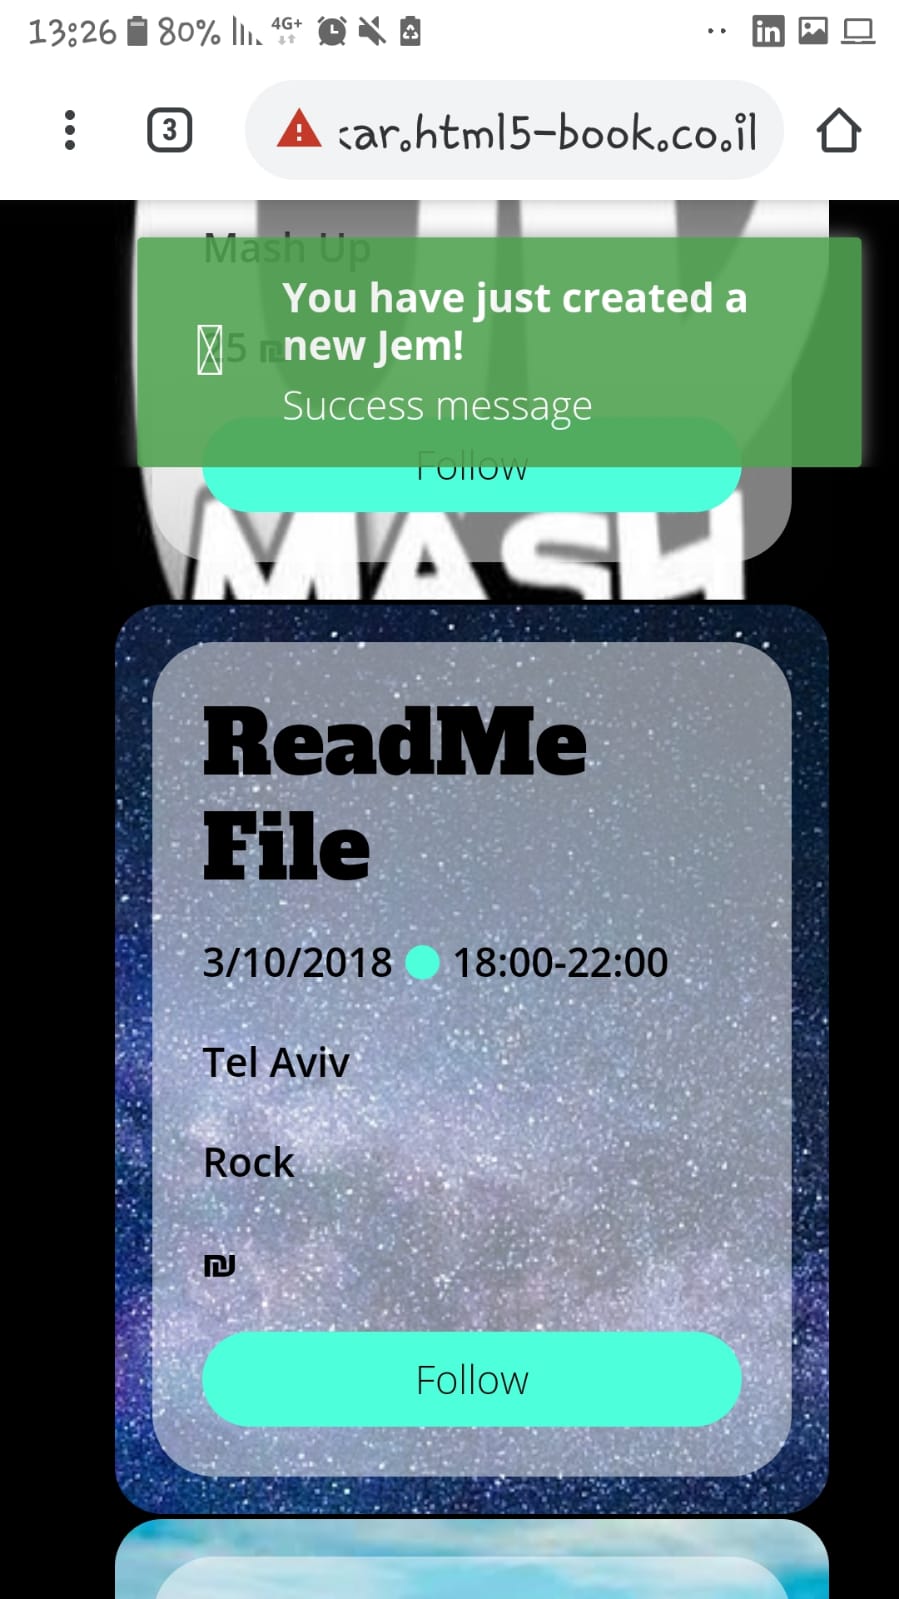 13:26 80% 4G+
3 car.html5-book.co.il
Mash Up
You have just created a
new Jem!
5 ₪
Success message
Follow
MASH
ReadMe
File
3/10/2018 18:00-22:00
Tel Aviv
Rock
₪
Follow